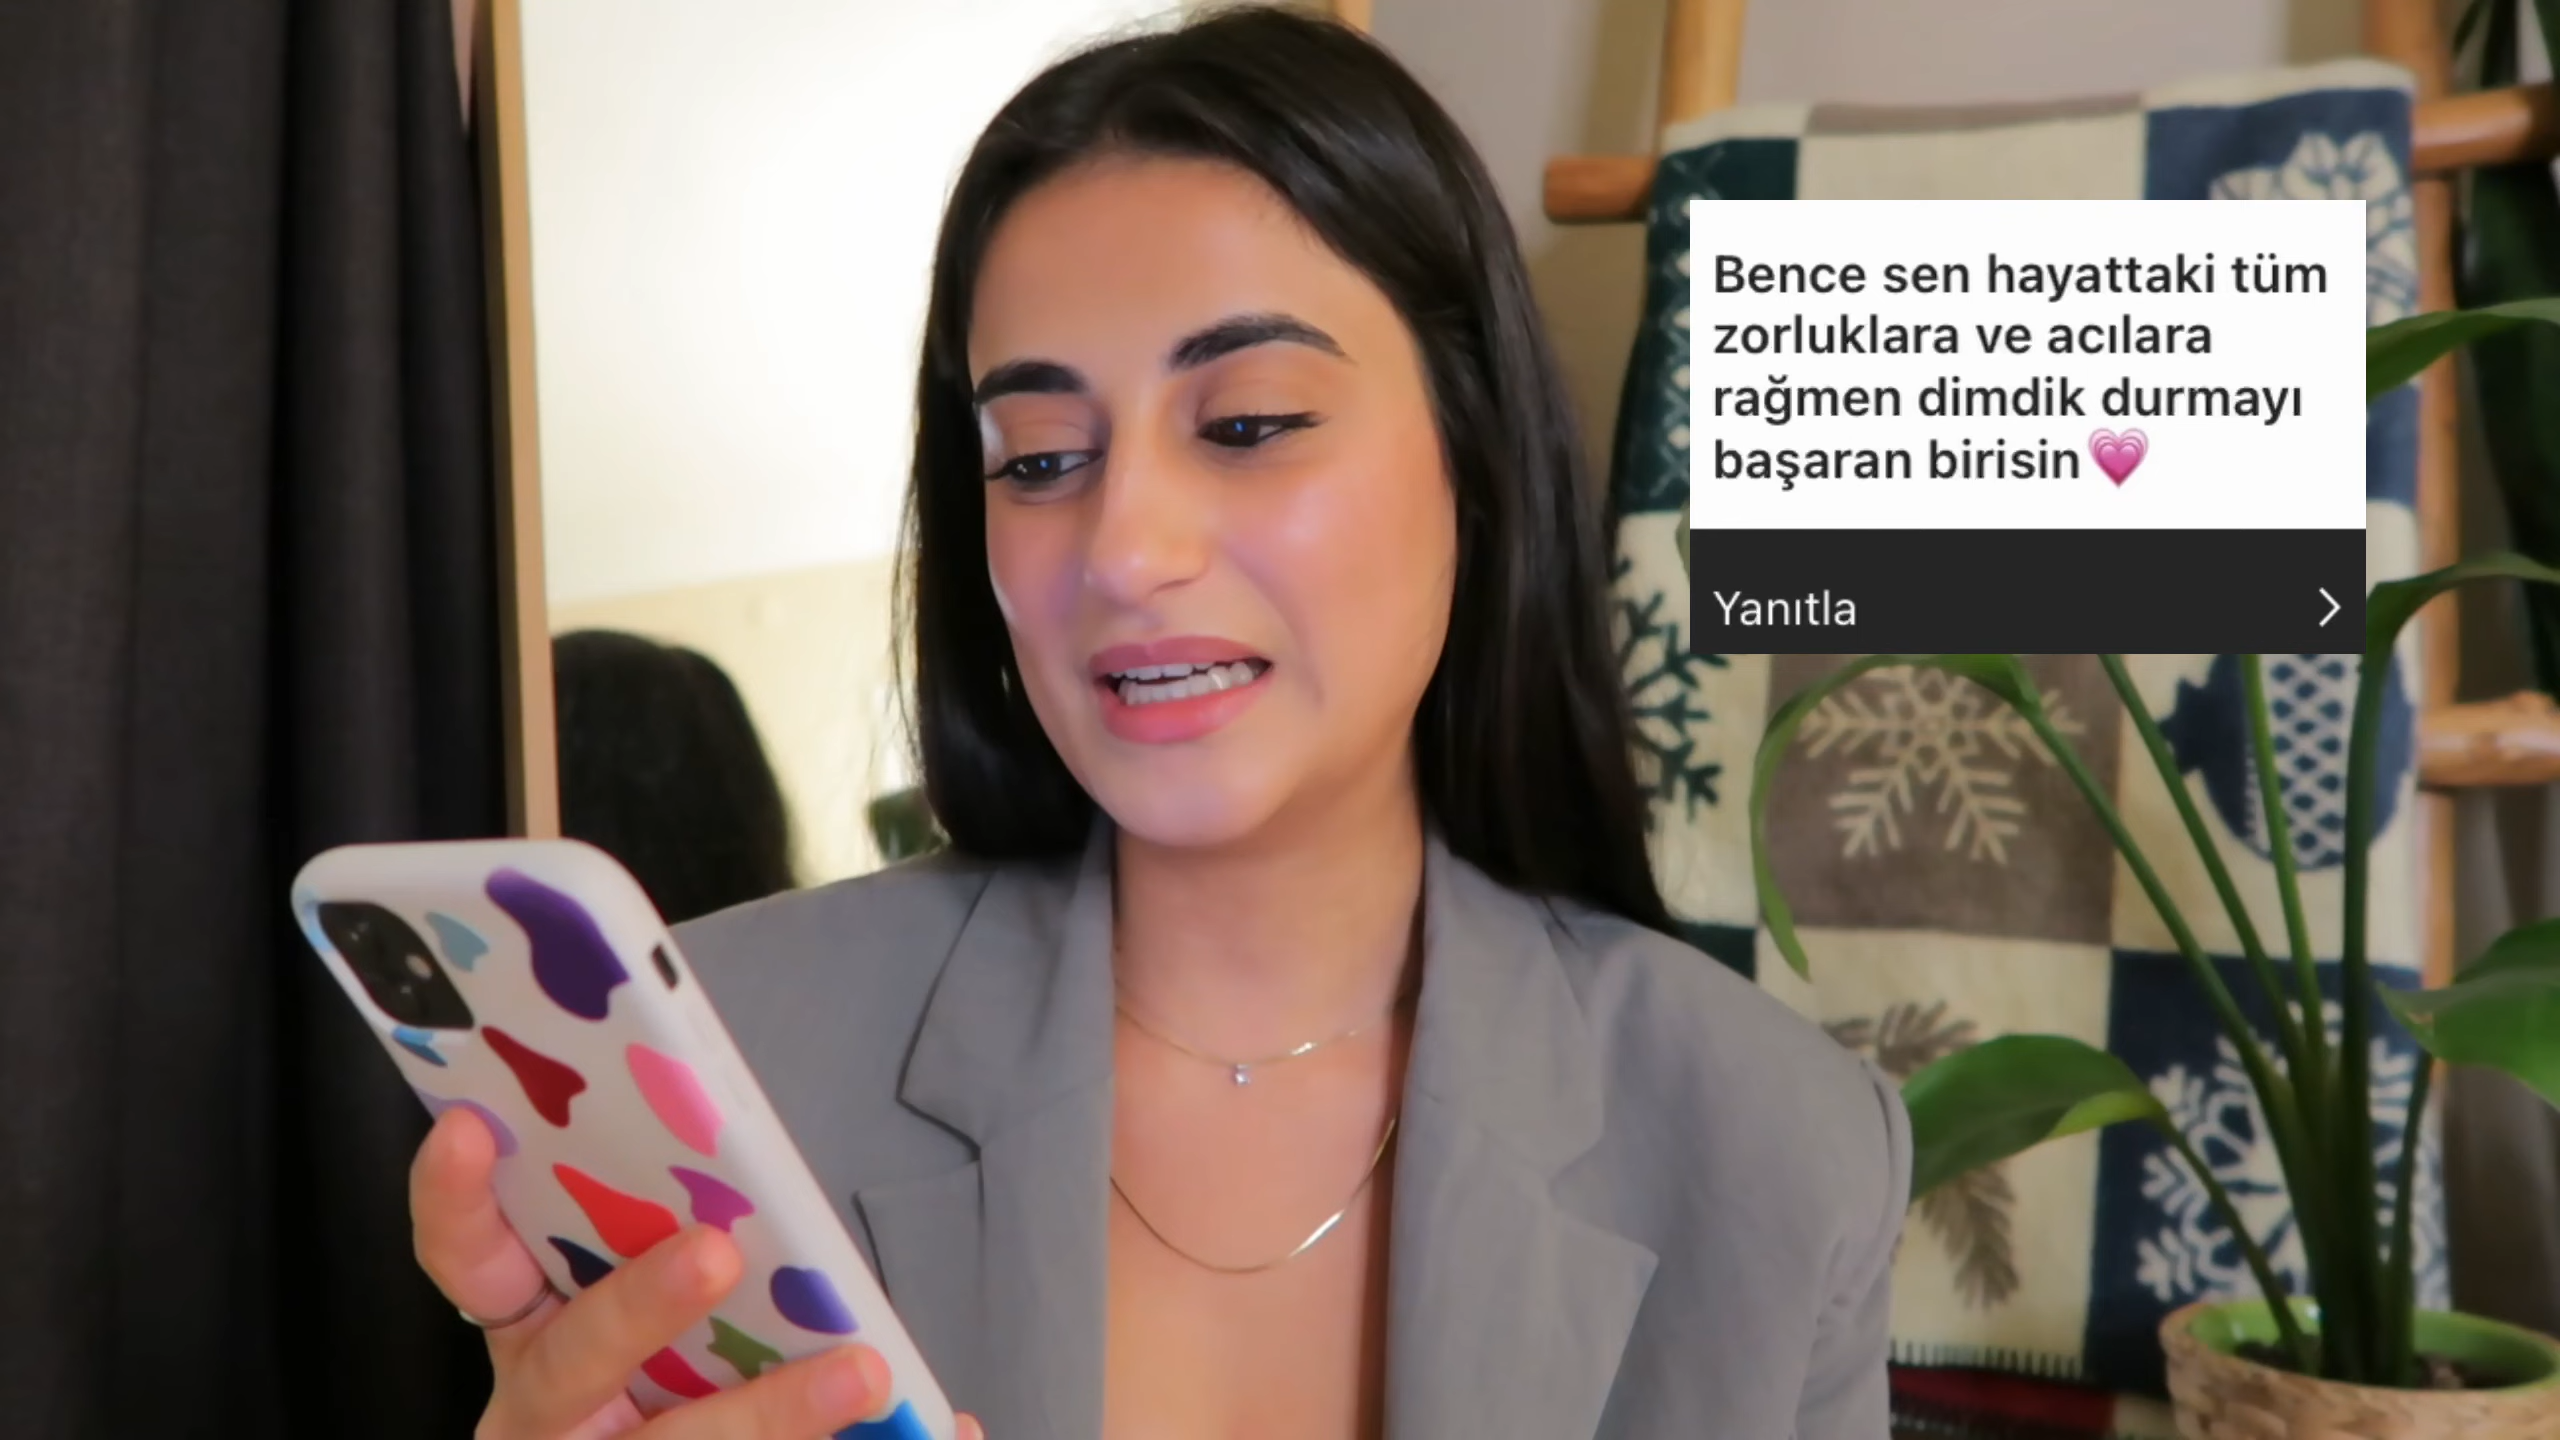 Bence sen hayattaki tüm
zorluklara ve acılara
rağmen dimdik durmayı
başaran birisin💗
Yanıtla